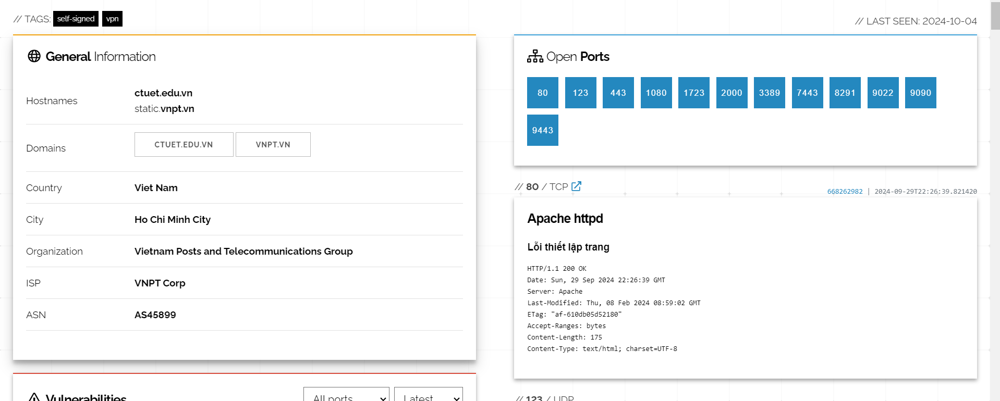 // TAGS: self-signed vpn
// LAST SEEN: 2024-10-04
General Information
Hostnames
ctuet.edu.vn
static.vnpt.vn
Domains
CTUET.EDU.VN VNPT.VN
Country Viet Nam
City Ho Chi Minh City
Organization Vietnam Posts and Telecommunications Group
ISP VNPT Corp
ASN AS45899
Vulnerabilities All ports Latest
Open Ports
80 123 443 1080 1723 2000 3389 7443 8291 9022 9090
9443
// 80 / TCP
668262982 | 2024-09-29T22:26:39.821420
Apache httpd
Lỗi thiết lập trang
HTTP/1.1 200 OK
Date: Sun, 29 Sep 2024 22:26:39 GMT
Server: Apache
Last-Modified: Thu, 08 Feb 2024 08:59:02 GMT
ETag: "af-610db05d52180"
Accept-Ranges: bytes
Content-Length: 175
Content-Type: text/html; charset=UTF-8
// 123 / UDP